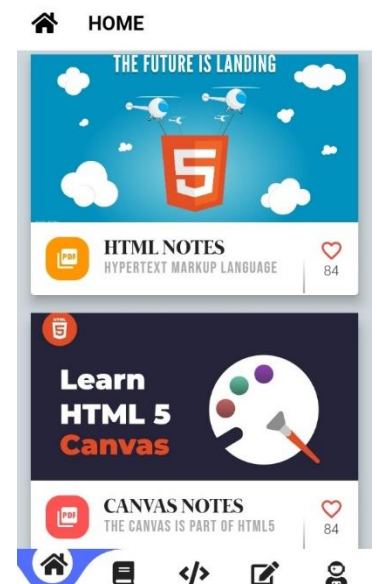 HOME
THE FUTURE IS LANDING
5
PDF
HTML NOTES
HYPERTEXT MARKUP LANGUAGE
84
HTML
5
Learn
HTML 5
Canvas
PDF
CANVAS NOTES
THE CANVAS IS PART OF HTML5
84
</>